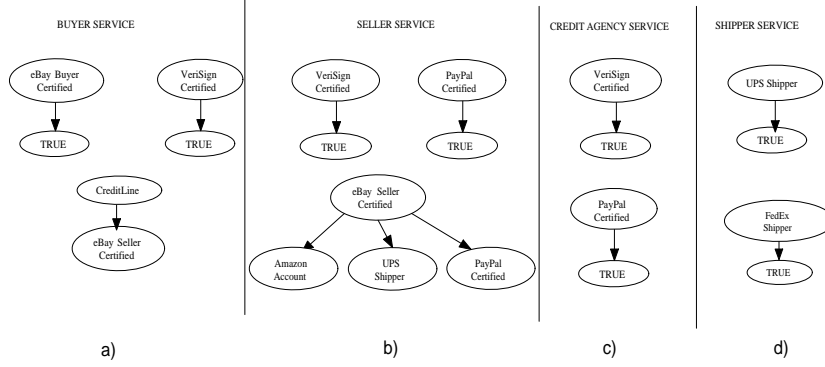 BUYER SERVICE
eBay Buyer
Certified
TRUE
VeriSign
Certified
TRUE
CreditLine
eBay Seller
Certified
a)
SELLER SERVICE
VeriSign
Certified
TRUE
PayPal
Certified
TRUE
eBay Seller
Certified
Amazon
Account
UPS
Shipper
PayPal
Certified
b)
CREDIT AGENCY SERVICE
VeriSign
Certified
TRUE
PayPal
Certified
TRUE
c)
SHIPPER SERVICE
UPS Shipper
TRUE
FedEx
Shipper
TRUE
d)